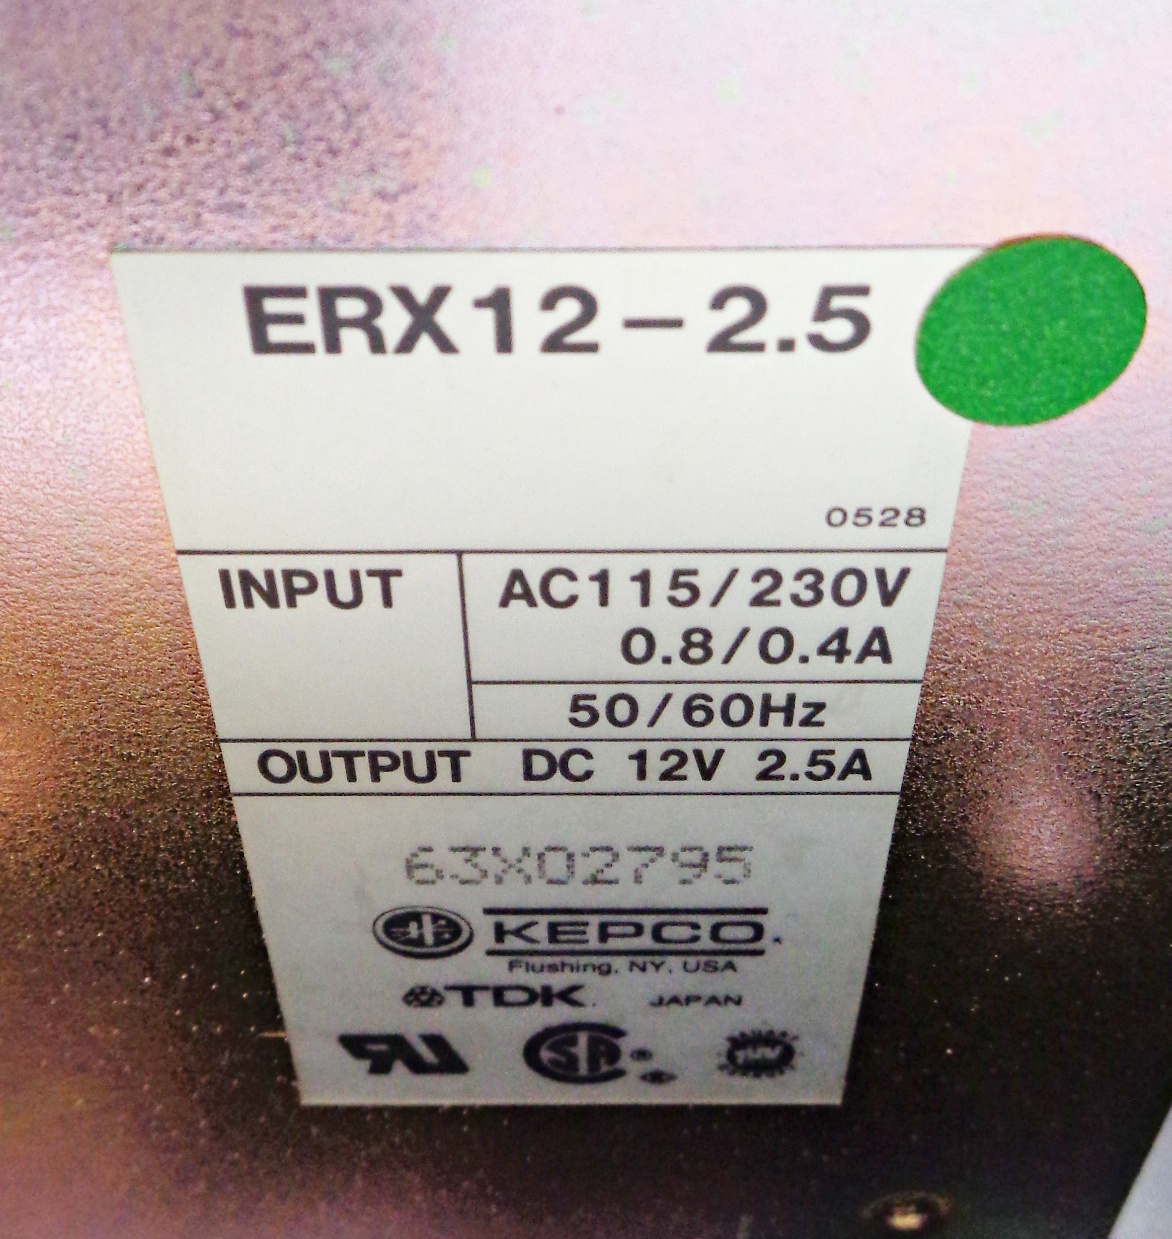 ERX12-2.5
0528
INPUT
AC115/230V
0.8/0.4A
50/60Hz
OUTPUT DC 12V 2.5A
63X02795
KEPCO.
Flushing, NY, USA
TDK. JAPAN